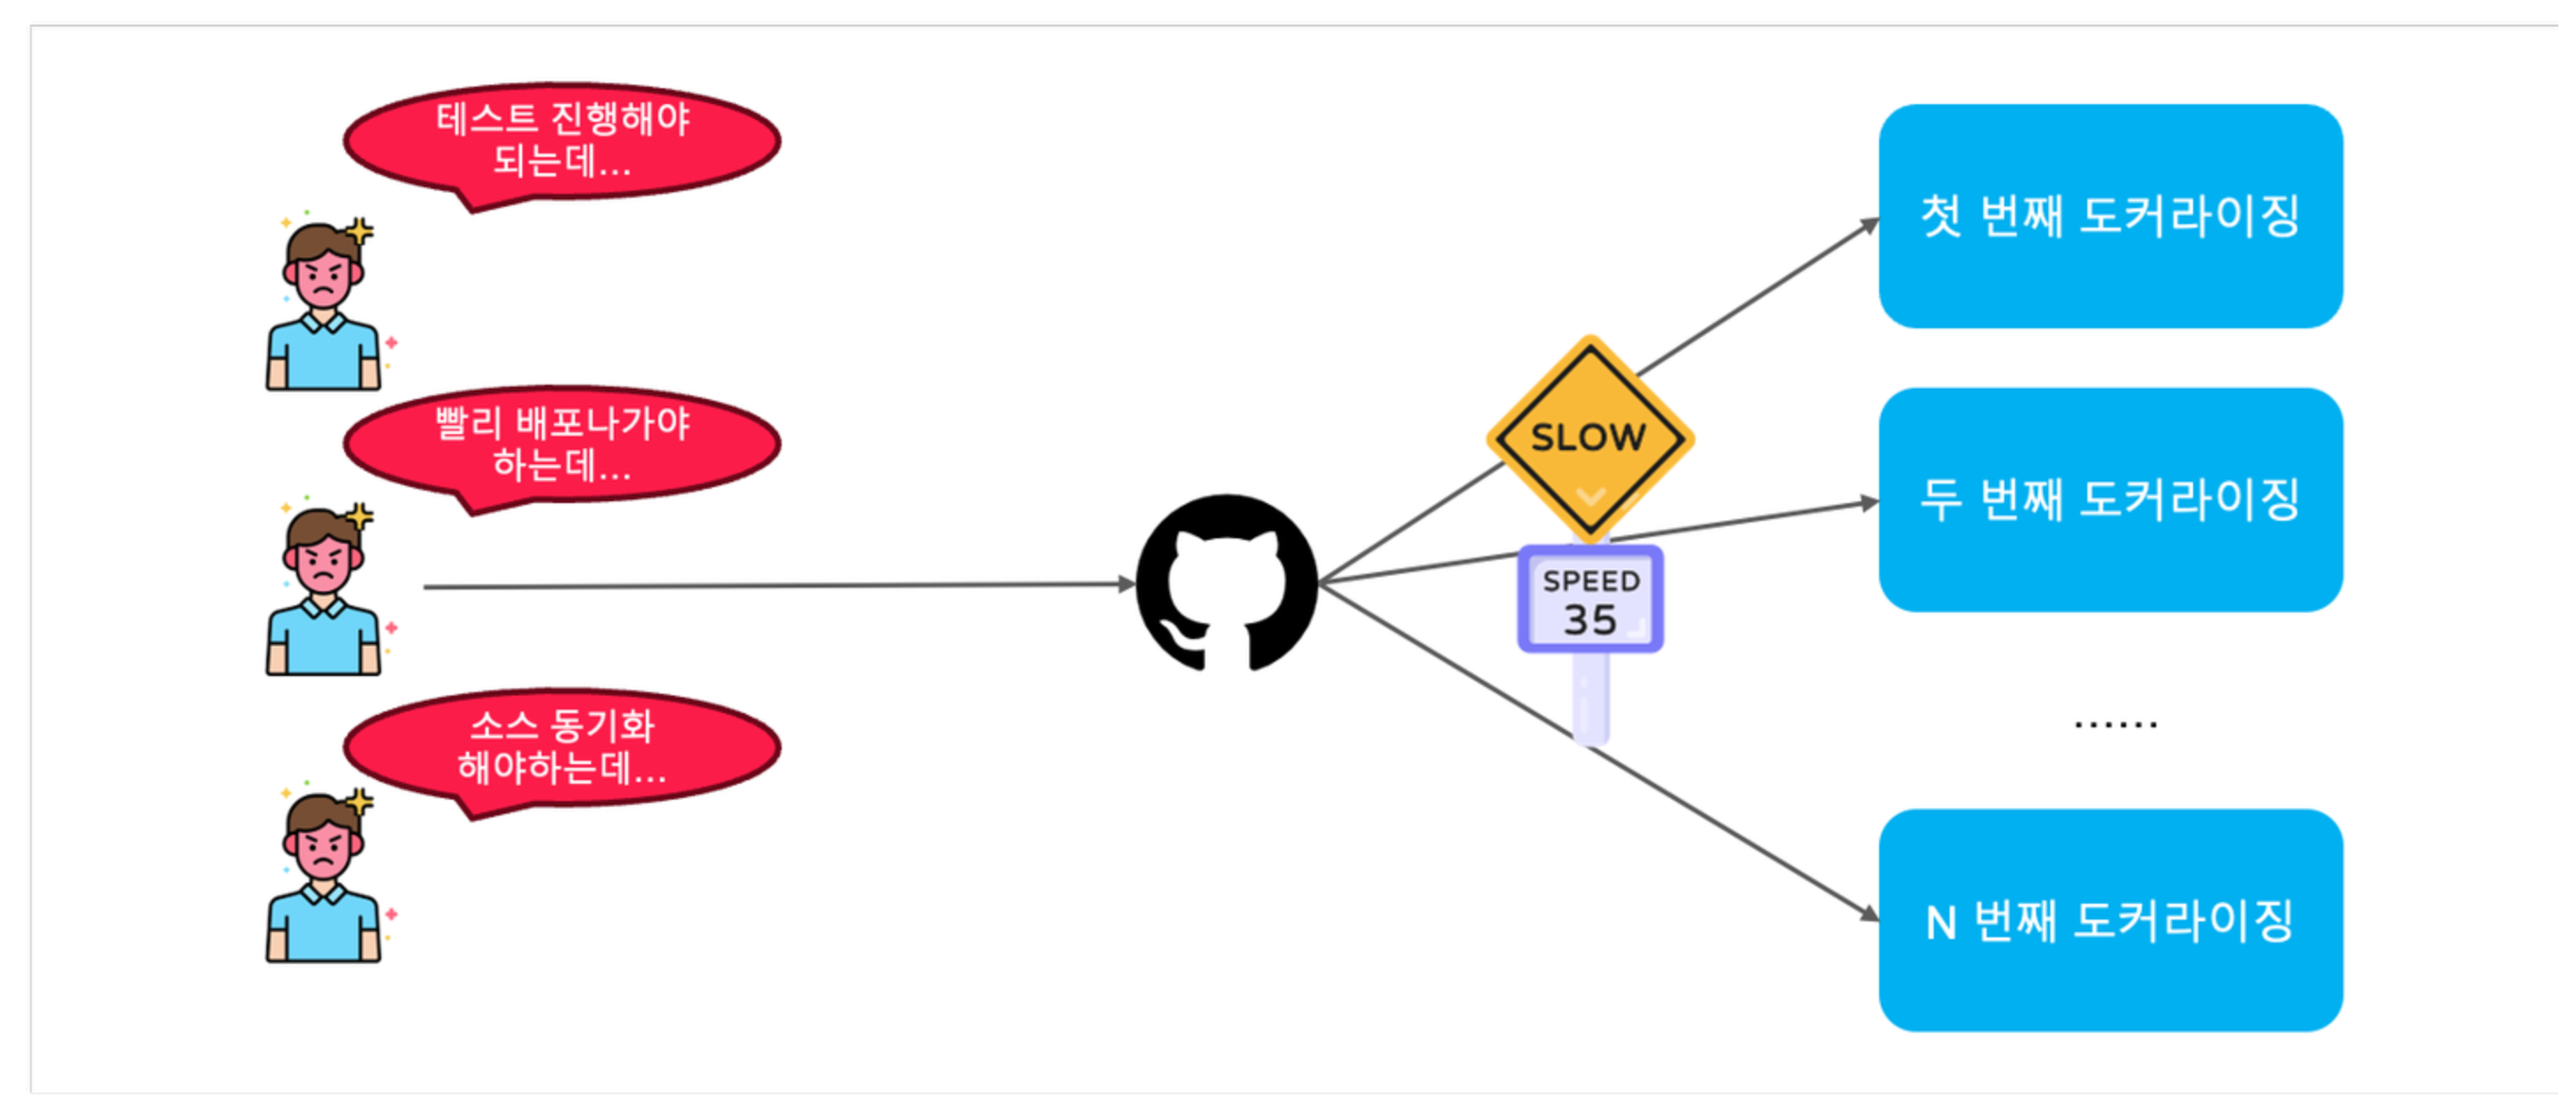 테스트 진행해야
되는데...
빨리 배포나가야
하는데...
소스 동기화
해야하는데...
SLOW
SPEED
35
첫 번째 도커라이징
두 번째 도커라이징
......
N 번째 도커라이징